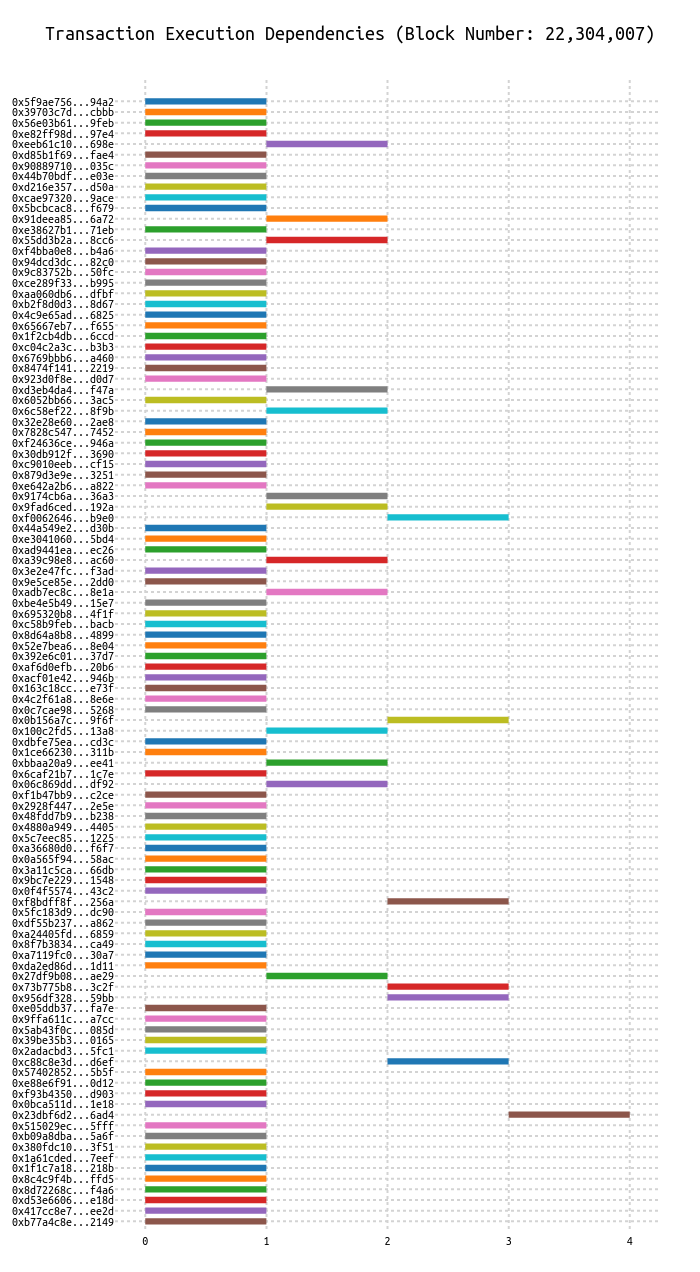 Transaction Execution Dependencies (Block Number: 22,304,007)
0x5f9ae756...94a2
0x39703c7d...cbbb
0x56e03b61...9feb
0xe82ff98d...97e4
0xeeb61c10...698e
0xd85b1f69...fae4
0x90889710...035c
0x44b70bdf...e03e
0xd216e357...d50a
0xcae97320...9ace
0x5bcbcac8...f679
0x91deea85...6a72
0xe38627b1...71eb
0x55dd3b2a...8cc6
0xf4bba0e8...b4a6
0x94dcd3dc...82c0
0x9c83752b...50fc
0xce289f33...b995
0xaa060db6...dfbf
0xb2f8d0d3...8d67
0x4c9e65ad...6825
0x65667eb7...f655
0x1f2cb4db...6ccd
0xc04c2a3c...b3b3
0x6769bbb6...a460
0x8474f141...2219
0x923d0f8e...d0d7
0xd3eb4da4...f47a
0x6052bb66...3ac5
0x6c58ef22...8f9b
0x32e28e60...2ae8
0x7828c547...7452
0xf24636ce...946a
0x30db912f...3690
0xc9010eeb...cf15
0x879d3e9e...3251
0xe642a2b6...a822
0x9174cb6a...36a3
0x9fad6ced...192a
0xf0062646...b9e0
0x44a549e2...d30b
0xe3041060...5bd4
0xad9441ea...ec26
0xa39c98e8...ac60
0x3e2e47fc...f3ad
0x9e5ce85e...2dd0
0xadb7ec8c...8e1a
0xbe4e5b49...15e7
0x695320b8...4f1f
0xc58b9feb...bacb
0x8d64a8b8...4899
0x52e7bea6...8e04
0x392e6c01...37d7
0xaf6d0efb...20b6
0xacf01e42...946b
0x163c18cc...e73f
0x4c2f61a8...8e6e
0x0c7cae98...5268
0x0b156a7c...9f6f
0x100c2fd5...13a8
0xdbfe75ea...cd3c
0x1ce66230...311b
0xbbaa20a9...ee41
0x6caf21b7...1c7e
0x06c869dd...df92
0xf1b47bb9...c2ce
0x2928f447...2e5e
0x48fdd7b9...b238
0x4880a949...4405
0x5c7eec85...1225
0xa36680d0...f6f7
0x0a565f94...58ac
0x3a11c5ca...66db
0x9bc7e229...1548
0x0f4f5574...43c2
0xf8bdff8f...256a
0x5fc183d9...dc90
0xdf55b237...a862
0xa24405fd...6859
0x8f7b3834...ca49
0xa7119fc0...30a7
0xda2ed86d...1d11
0x27df9b08...ae29
0x73b775b8...3c2f
0x956df328...59bb
0xe05ddb37...fa7e
0x9ffa611c...a7cc
0x5ab43f0c...085d
0x39be35b3...0165
0x2adacbd3...5fc1
0xc88c8e3d...d6ef
0x57402852...5b5f
0xe88e6f91...0d12
0xf93b4350...d903
0x0bca511d...1e18
0x23dbf6d2...6ad4
0x515029ec...5fff
0xb09a8dba...5a6f
0x380fdc10...3f51
0x1a61cded...7eef
0x1f1c7a18...218b
0x8c4c9f4b...ffd5
0x8d72268c...f4a6
0xd53e6606...e18d
0x417cc8e7...ee2d
0xb77a4c8e...2149
0 1 2 3 4